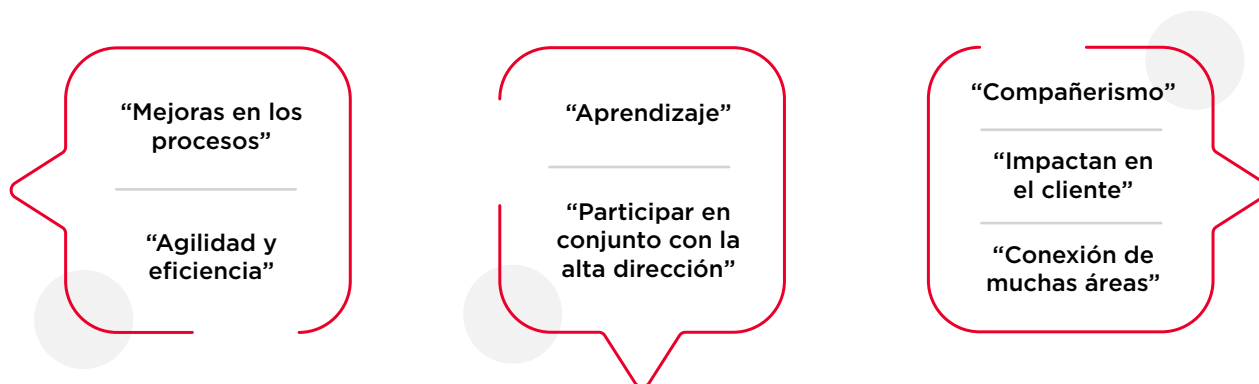 “Mejoras en los
procesos”
“Agilidad y
eficiencia”
“Aprendizaje”
“Participar en
conjunto con la
alta dirección”
“Compañerismo”
“Impactan en
el cliente”
“Conexión de
muchas áreas”